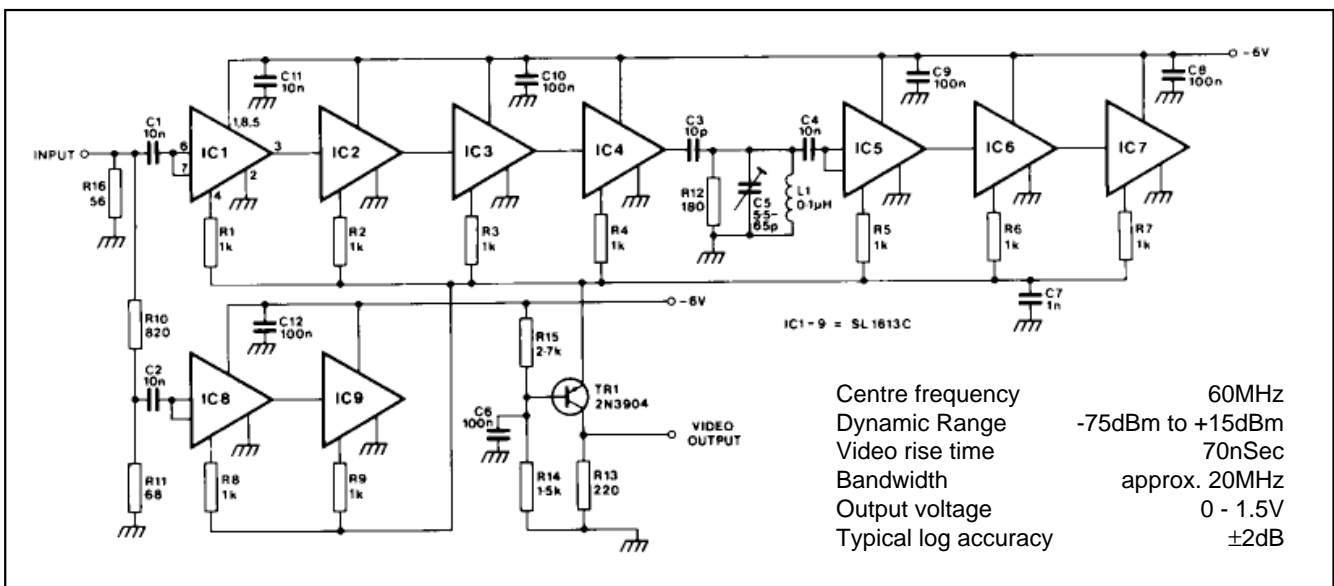 -6V
C11
10n
C10
100n
C9
100n
C8
100n
1,8,5
C1
10n
INPUT
6
7
IC1
3
2
4
IC2
IC3
IC4
C3
10p
C4
10n
IC5
IC6
IC7
R16
56
R12
180
C5
5·5-
65p
L1
0·1µH
R1
1k
R2
1k
R3
1k
R4
1k
R5
1k
R6
1k
R7
1k
C7
1n
-6V
IC1-9 = SL1613C
R10
820
C12
100n
C2
10n
IC8
IC9
R15
2·7k
TR1
2N3904
C6
100n
VIDEO
OUTPUT
R11
68
R8
1k
R9
1k
R14
1·5k
R13
220
Centre frequency 60MHz
Dynamic Range -75dBm to +15dBm
Video rise time 70nSec
Bandwidth approx. 20MHz
Output voltage 0 - 1.5V
Typical log accuracy ±2dB